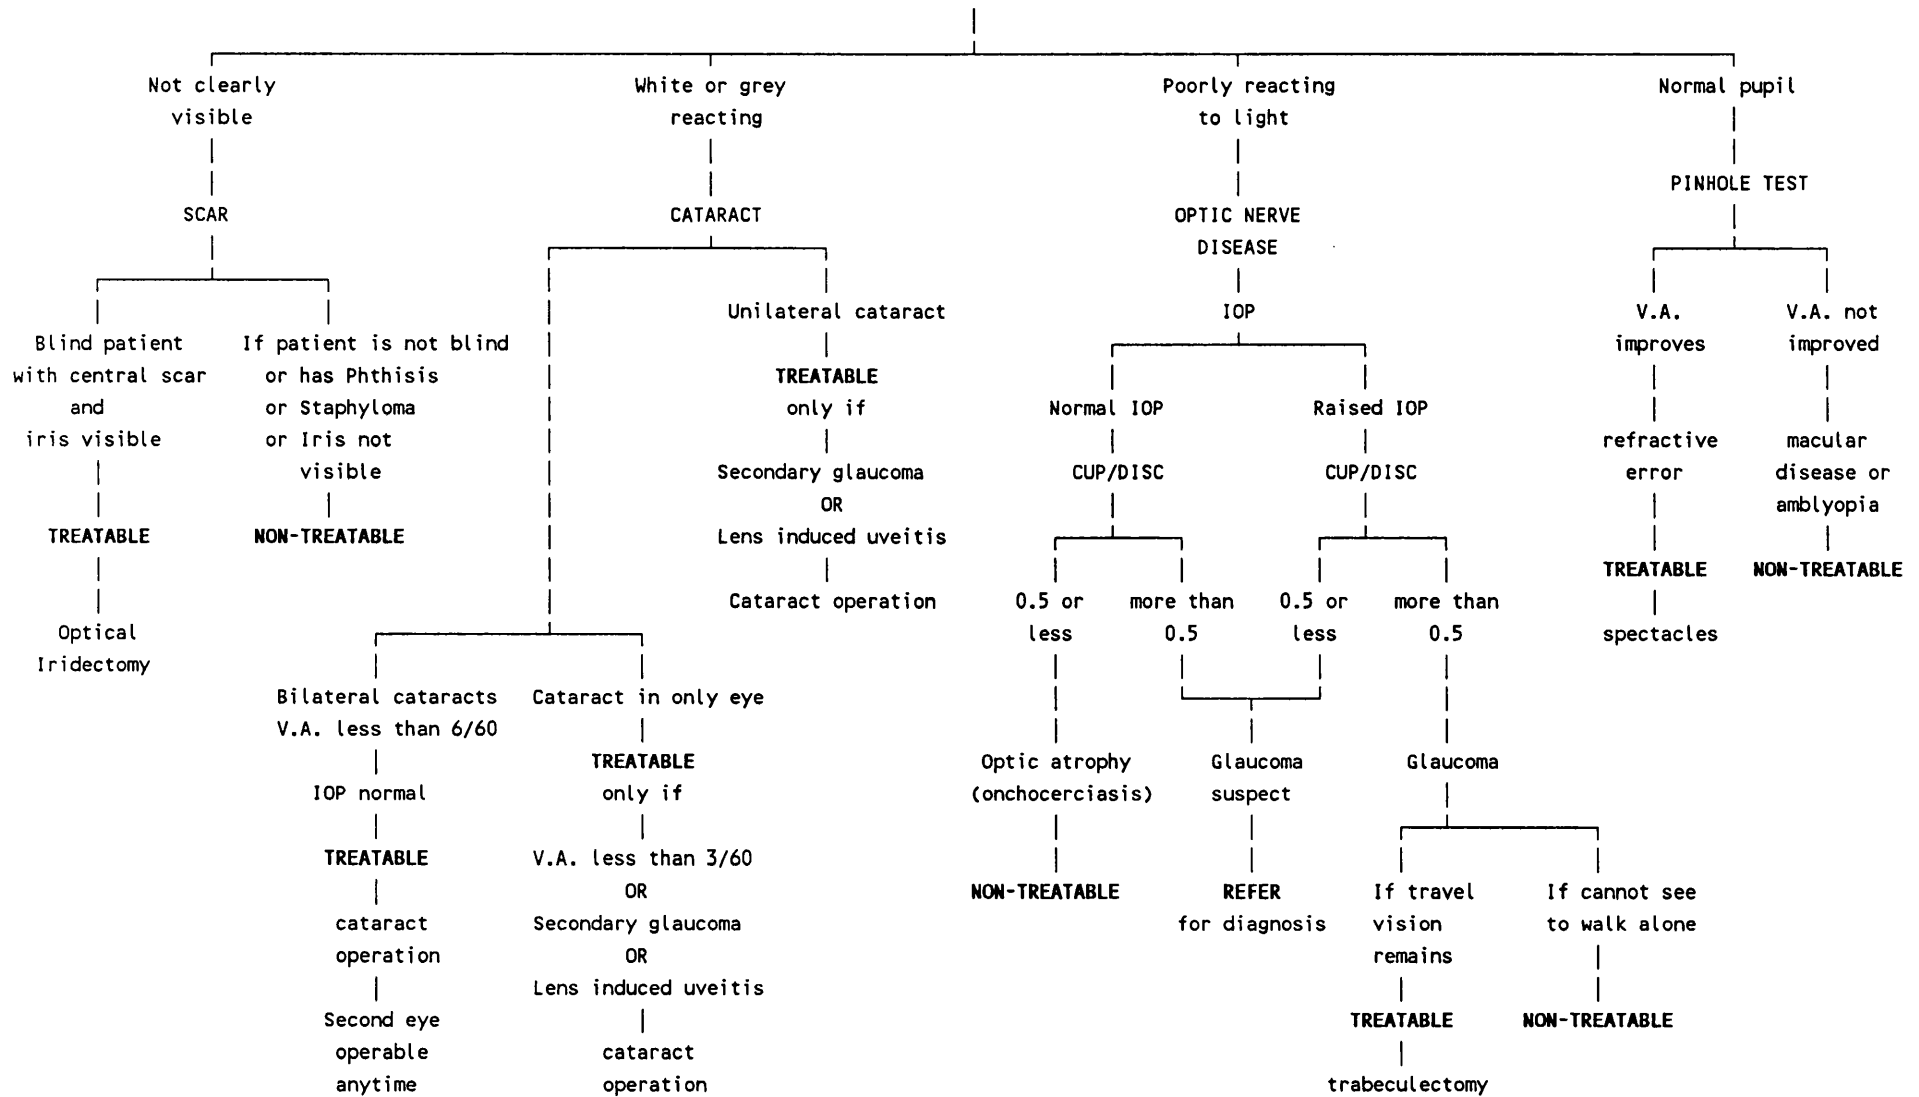 Not clearly
visible
SCAR
Blind patient
with central scar
and
iris visible
TREATABLE
Optical
Iridectomy
If patient is not blind
or has Phthisis
or Staphyloma
or Iris not
visible
NON-TREATABLE
White or grey
reacting
CATARACT
Bilateral cataracts
V.A. less than 6/60
IOP normal
TREATABLE
cataract
operation
Second eye
operable
anytime
Cataract in only eye
TREATABLE
only if
V.A. less than 3/60
OR
Secondary glaucoma
OR
Lens induced uveitis
cataract
operation
Unilateral cataract
TREATABLE
only if
Secondary glaucoma
OR
Lens induced uveitis
Cataract operation
Poorly reacting
to light
OPTIC NERVE
DISEASE
IOP
Normal IOP
CUP/DISC
0.5 or
less
Optic atrophy
(onchocerciasis)
NON-TREATABLE
more than
0.5
Raised IOP
CUP/DISC
0.5 or
less
Glaucoma
suspect
REFER
for diagnosis
more than
0.5
Glaucoma
If travel
vision
remains
TREATABLE
trabeculectomy
If cannot see
to walk alone
NON-TREATABLE
Normal pupil
PINHOLE TEST
V.A.
improves
refractive
error
TREATABLE
spectacles
V.A. not
improved
macular
disease or
amblyopia
NON-TREATABLE